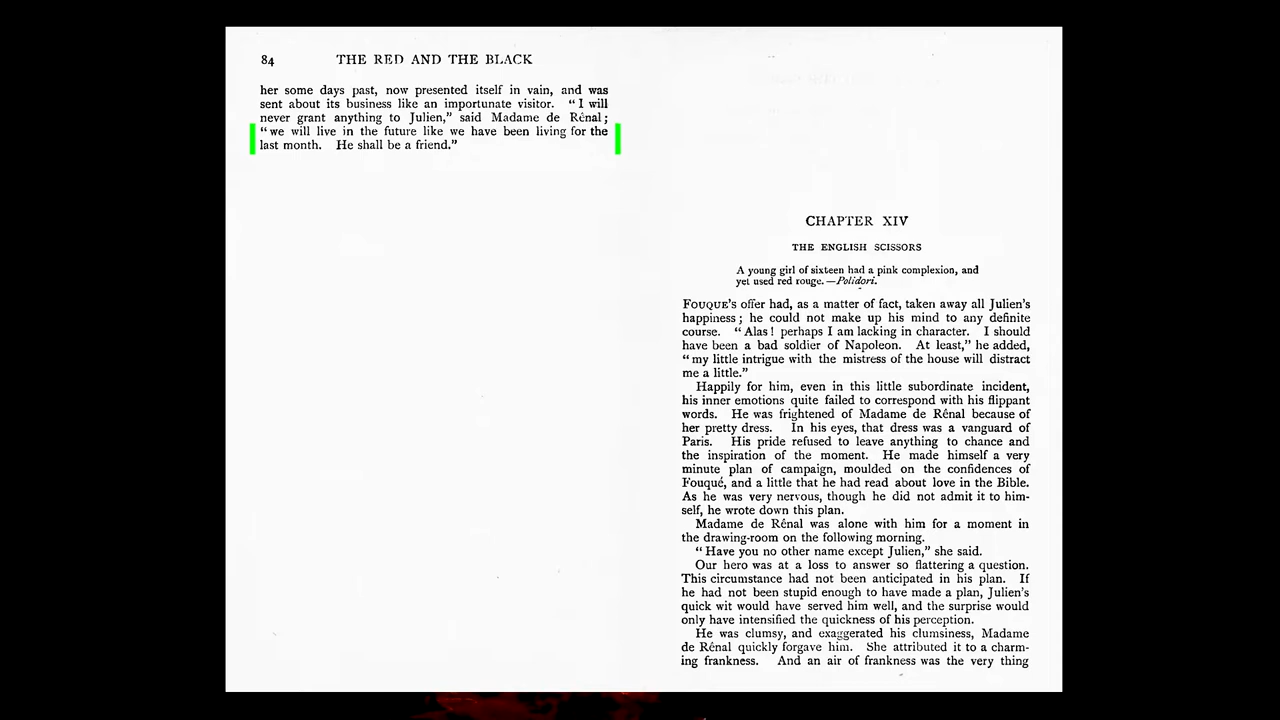 84 THE RED AND THE BLACK
her some days past, now presented itself in vain, and was
sent about its business like an importunate visitor. “ I will
never grant anything to Julien,” said Madame de Rênal ;
“ we will live in the future like we have been living for the
last month. He shall be a friend.”
CHAPTER XIV
THE ENGLISH SCISSORS
A young girl of sixteen had a pink complexion, and
yet used red rouge.—Polidori.
FOUQUE’S offer had, as a matter of fact, taken away all Julien’s
happiness ; he could not make up his mind to any definite
course. “ Alas ! perhaps I am lacking in character. I should
have been a bad soldier of Napoleon. At least,” he added,
“ my little intrigue with the mistress of the house will distract
me a little.”
Happily for him, even in this little subordinate incident,
his inner emotions quite failed to correspond with his flippant
words. He was frightened of Madame de Rênal because of
her pretty dress. In his eyes, that dress was a vanguard of
Paris. His pride refused to leave anything to chance and
the inspiration of the moment. He made himself a very
minute plan of campaign, moulded on the confidences of
Fouqué, and a little that he had read about love in the Bible.
As he was very nervous, though he did not admit it to him-
self, he wrote down this plan.
Madame de Rênal was alone with him for a moment in
the drawing-room on the following morning.
“ Have you no other name except Julien,” she said.
Our hero was at a loss to answer so flattering a question.
This circumstance had not been anticipated in his plan. If
he had not been stupid enough to have made a plan, Julien’s
quick wit would have served him well, and the surprise would
only have intensified the quickness of his perception.
He was clumsy, and exaggerated his clumsiness, Madame
de Rênal quickly forgave him. She attributed it to a charm-
ing frankness. And an air of frankness was the very thing